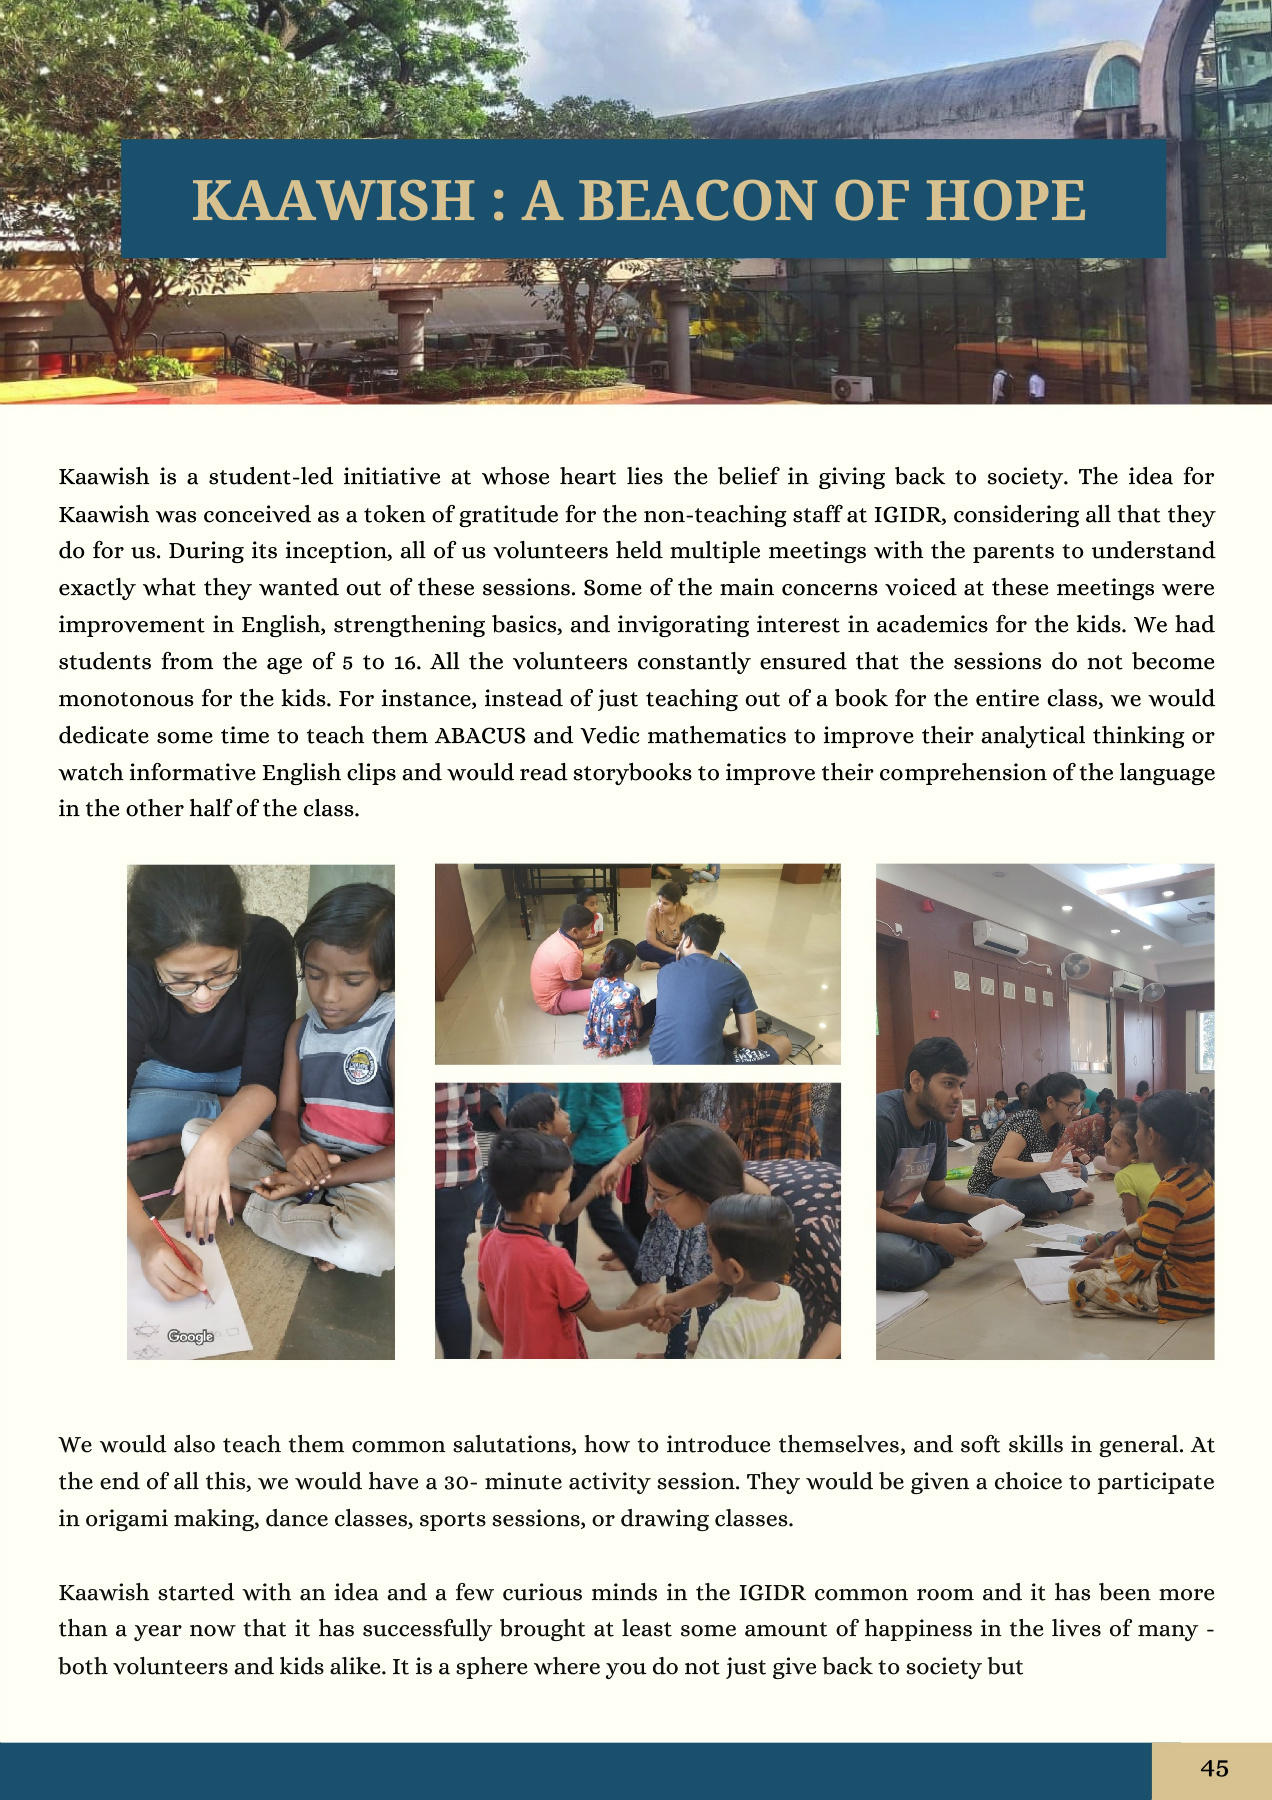 KAAWISH : A BEACON OF HOPE
Kaawish is a student-led initiative at whose heart lies the belief in giving back to society. The idea for
Kaawish was conceived as a token of gratitude for the non-teaching staff at IGIDR, considering all that they
do for us. During its inception, all of us volunteers held multiple meetings with the parents to understand
exactly what they wanted out of these sessions. Some of the main concerns voiced at these meetings were
improvement in English, strengthening basics, and invigorating interest in academics for the kids. We had
students from the age of 5 to 16. All the volunteers constantly ensured that the sessions do not become
monotonous for the kids. For instance, instead of just teaching out of a book for the entire class, we would
dedicate some time to teach them ABACUS and Vedic mathematics to improve their analytical thinking or
watch informative English clips and would read storybooks to improve their comprehension of the language
in the other half of the class.
Google
We would also teach them common salutations, how to introduce themselves, and soft skills in general. At
the end of all this, we would have a 30- minute activity session. They would be given a choice to participate
in origami making, dance classes, sports sessions, or drawing classes.
Kaawish started with an idea and a few curious minds in the IGIDR common room and it has been more
than a year now that it has successfully brought at least some amount of happiness in the lives of many -
both volunteers and kids alike. It is a sphere where you do not just give back to society but
45